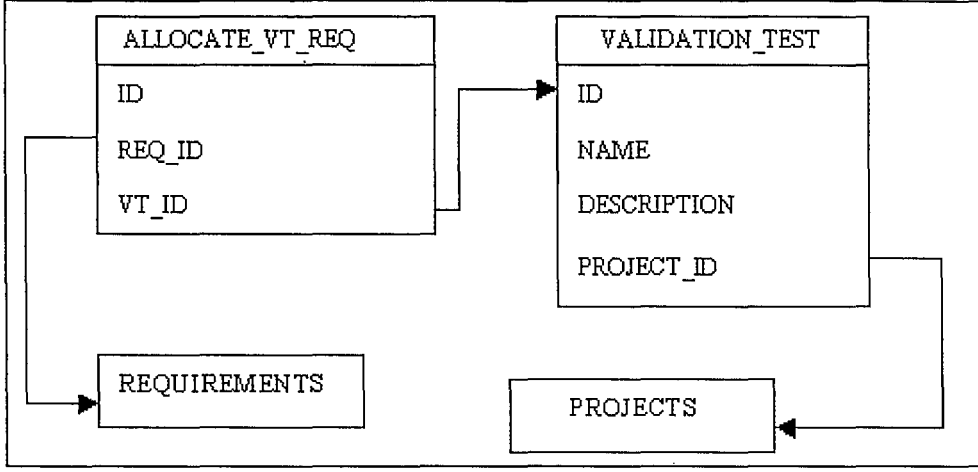 ALLOCATE_VT_REQ
ID
REQ_ID
VT_ID
VALIDATION_TEST
ID
NAME
DESCRIPTION
PROJECT_ID
REQUIREMENTS
PROJECTS